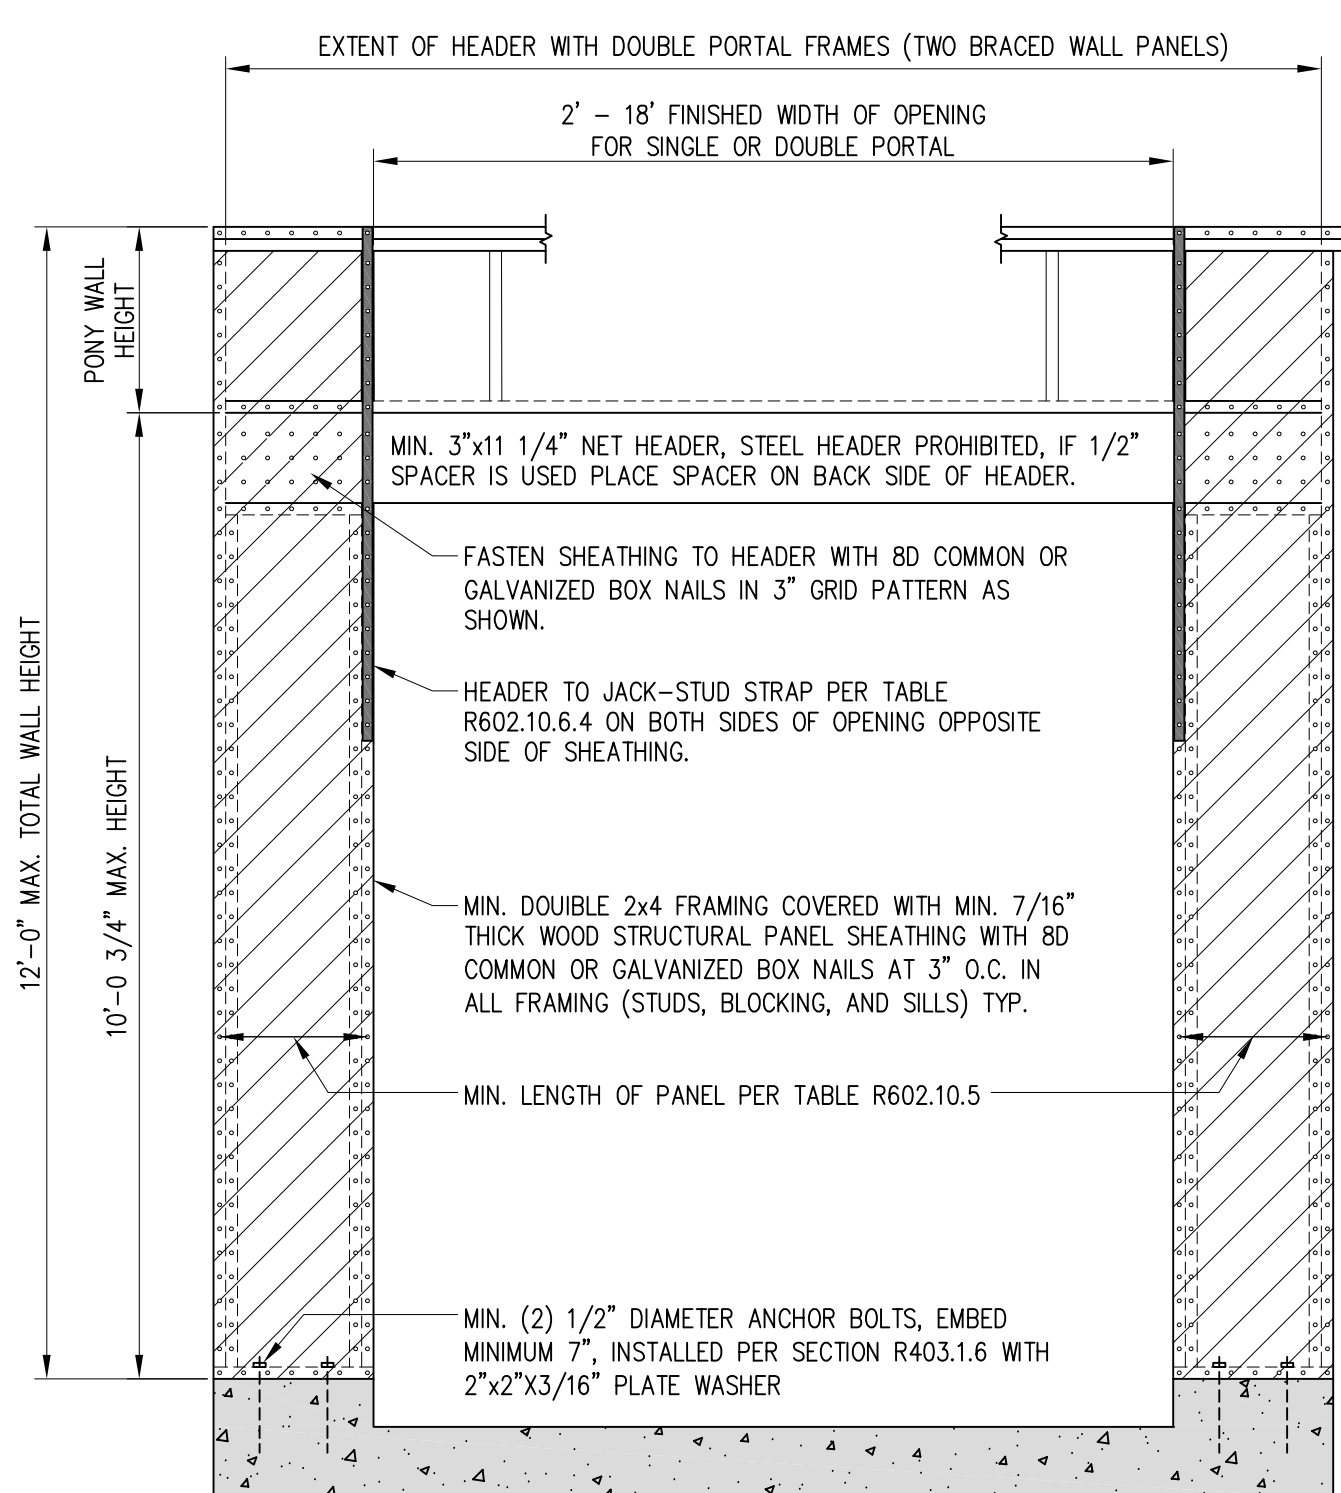 EXTENT OF HEADER WITH DOUBLE PORTAL FRAMES (TWO BRACED WALL PANELS)
2' - 18' FINISHED WIDTH OF OPENING
FOR SINGLE OR DOUBLE PORTAL
PONY WALL
HEIGHT
MIN. 3"x11 1/4" NET HEADER, STEEL HEADER PROHIBITED, IF 1/2"
SPACER IS USED PLACE SPACER ON BACK SIDE OF HEADER.
FASTEN SHEATHING TO HEADER WITH 8D COMMON OR
GALVANIZED BOX NAILS IN 3" GRID PATTERN AS
SHOWN.
HEADER TO JACK-STUD STRAP PER TABLE
R602.10.6.4 ON BOTH SIDES OF OPENING OPPOSITE
SIDE OF SHEATHING.
12'-0" MAX. TOTAL WALL HEIGHT
10'-0 3/4" MAX. HEIGHT
MIN. DOUIBLE 2x4 FRAMING COVERED WITH MIN. 7/16"
THICK WOOD STRUCTURAL PANEL SHEATHING WITH 8D
COMMON OR GALVANIZED BOX NAILS AT 3" O.C. IN
ALL FRAMING (STUDS, BLOCKING, AND SILLS) TYP.
MIN. LENGTH OF PANEL PER TABLE R602.10.5
MIN. (2) 1/2" DIAMETER ANCHOR BOLTS, EMBED
MINIMUM 7", INSTALLED PER SECTION R403.1.6 WITH
2"x2"X3/16" PLATE WASHER